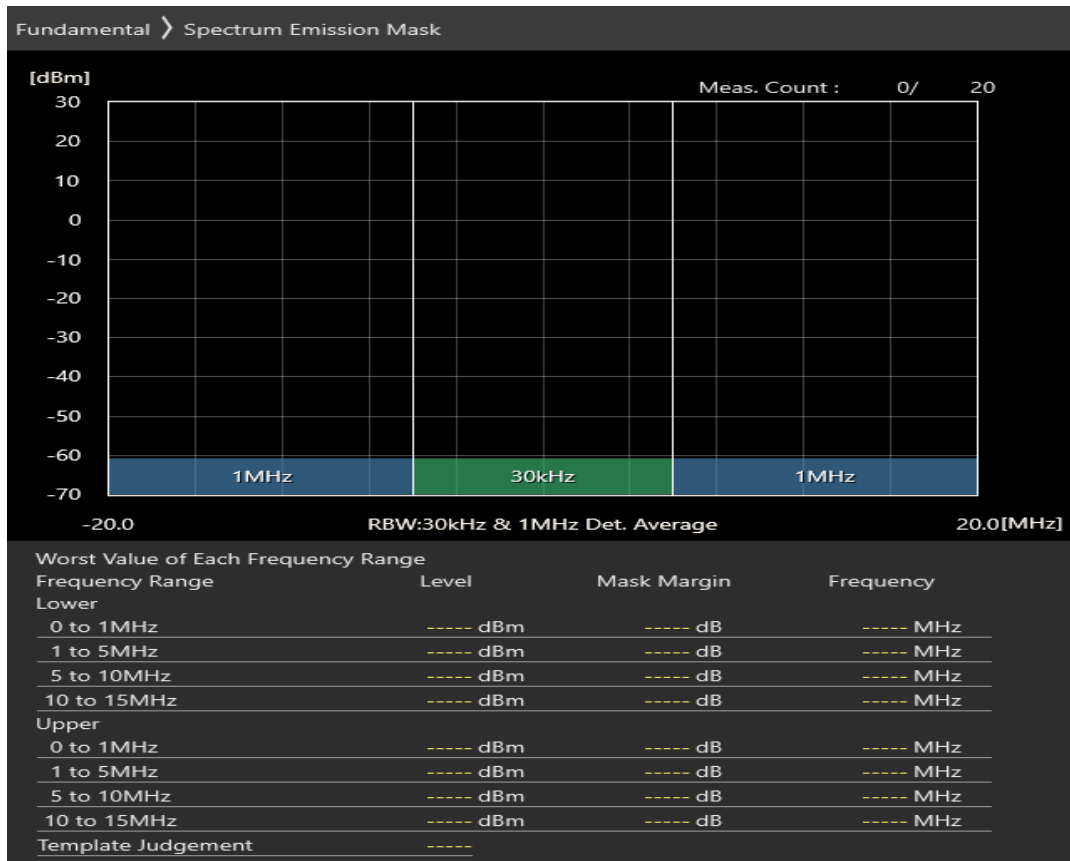 Fundamental ❯ Spectrum Emission Mask
[dBm]
Meas. Count : 0/ 20
30
20
10
0
-10
-20
-30
-40
-50
-60
1MHz 30kHz 1MHz
-70
-20.0 RBW:30kHz & 1MHz Det. Average 20.0[MHz]
Worst Value of Each Frequency Range
Frequency Range Level Mask Margin Frequency
Lower
0 to 1MHz ----- dBm ----- dB ----- MHz
1 to 5MHz ----- dBm ----- dB ----- MHz
5 to 10MHz ----- dBm ----- dB ----- MHz
10 to 15MHz ----- dBm ----- dB ----- MHz
Upper
0 to 1MHz ----- dBm ----- dB ----- MHz
1 to 5MHz ----- dBm ----- dB ----- MHz
5 to 10MHz ----- dBm ----- dB ----- MHz
10 to 15MHz ----- dBm ----- dB ----- MHz
Template Judgement -----